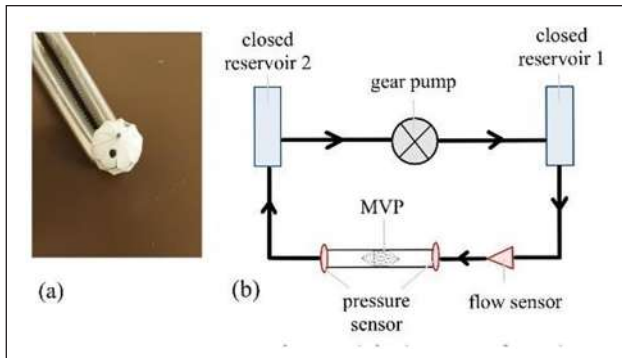 closed
reservoir 2
gear pump
closed
reservoir 1
MVP
(a)
(b)
pressure
sensor
flow sensor